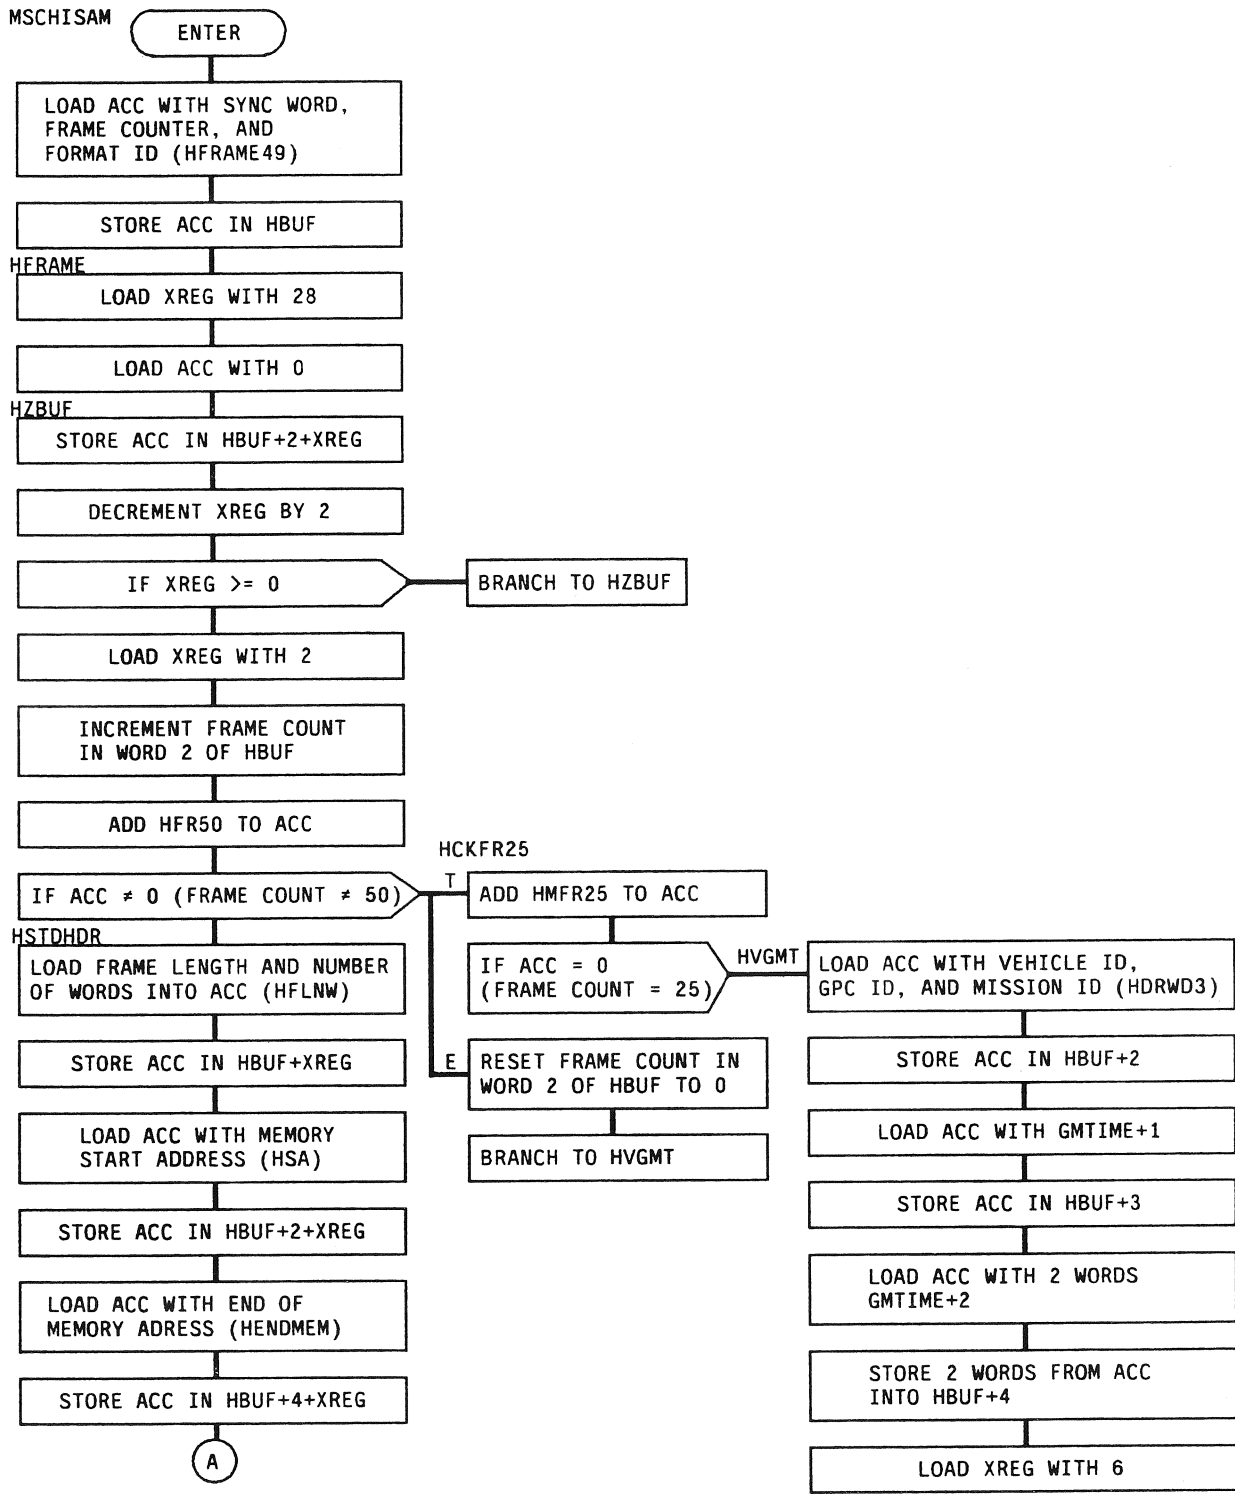 MSCHISAM
ENTER
LOAD ACC WITH SYNC WORD,
FRAME COUNTER, AND
FORMAT ID (HFRAME49)
STORE ACC IN HBUF
HFRAME
LOAD XREG WITH 28
LOAD ACC WITH 0
HZBUF
STORE ACC IN HBUF+2+XREG
DECREMENT XREG BY 2
IF XREG >= 0
BRANCH TO HZBUF
LOAD XREG WITH 2
INCREMENT FRAME COUNT
IN WORD 2 OF HBUF
ADD HFR50 TO ACC
IF ACC ≠ 0 (FRAME COUNT ≠ 50)
HSTDHDR
LOAD FRAME LENGTH AND NUMBER
OF WORDS INTO ACC (HFLNW)
STORE ACC IN HBUF+XREG
LOAD ACC WITH MEMORY
START ADDRESS (HSA)
STORE ACC IN HBUF+2+XREG
LOAD ACC WITH END OF
MEMORY ADRESS (HENDMEM)
STORE ACC IN HBUF+4+XREG
A
HCKFR25
T
ADD HMFR25 TO ACC
IF ACC = 0
(FRAME COUNT = 25)
E
RESET FRAME COUNT IN
WORD 2 OF HBUF TO 0
BRANCH TO HVGMT
HVGMT
LOAD ACC WITH VEHICLE ID,
GPC ID, AND MISSION ID (HDRWD3)
STORE ACC IN HBUF+2
LOAD ACC WITH GMTIME+1
STORE ACC IN HBUF+3
LOAD ACC WITH 2 WORDS
GMTIME+2
STORE 2 WORDS FROM ACC
INTO HBUF+4
LOAD XREG WITH 6